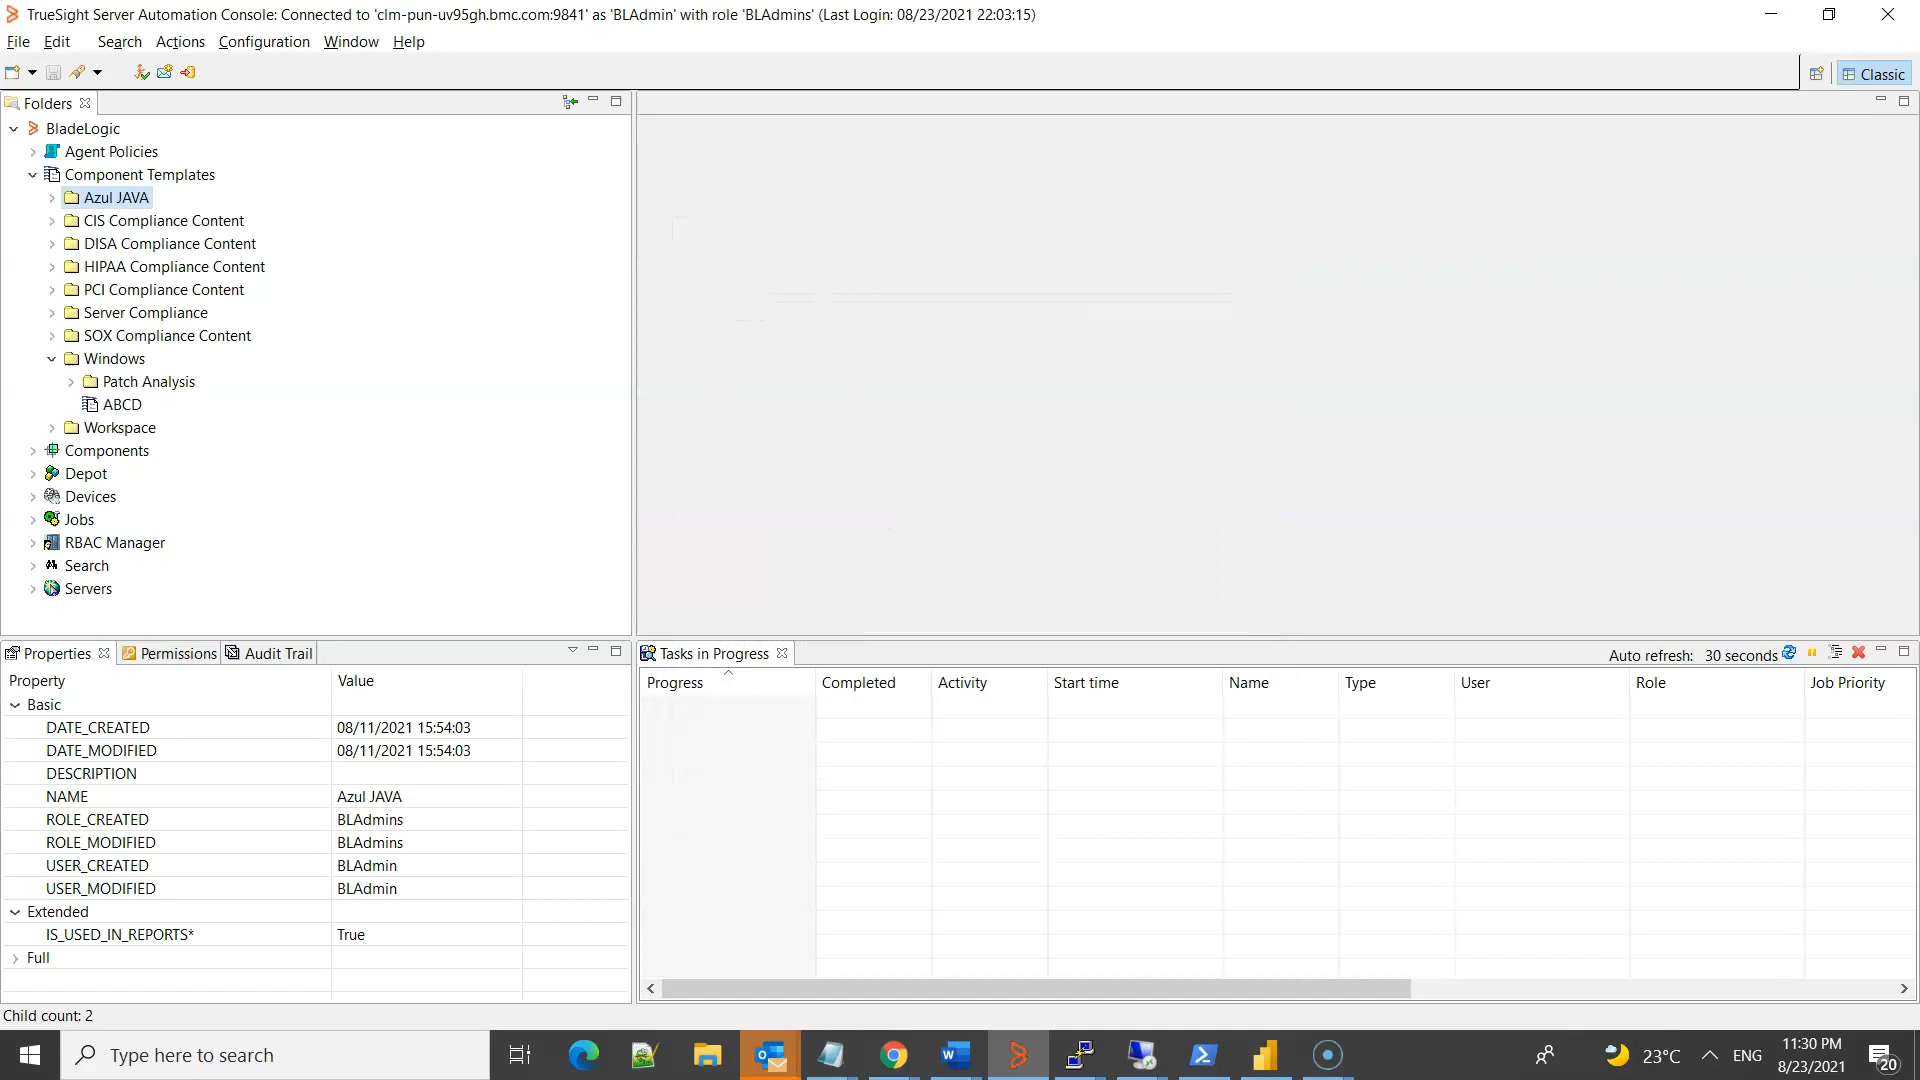 TrueSight Server Automation Console: Connected to 'clm-pun-uv95gh.bmc.com:9841' as 'BLAdmin' with role 'BLAdmins' (Last Login: 08/23/2021 22:03:15)
File Edit Search Actions Configuration Window Help
Classic
Folders
BladeLogic
Agent Policies
Component Templates
Azul JAVA
CIS Compliance Content
DISA Compliance Content
HIPAA Compliance Content
PCI Compliance Content
Server Compliance
SOX Compliance Content
Windows
Patch Analysis
ABCD
Workspace
Components
Depot
Devices
Jobs
RBAC Manager
Search
Servers
Properties Permissions Audit Trail
Property Value
Basic
DATE_CREATED 08/11/2021 15:54:03
DATE_MODIFIED 08/11/2021 15:54:03
DESCRIPTION
NAME Azul JAVA
ROLE_CREATED BLAdmins
ROLE_MODIFIED BLAdmins
USER_CREATED BLAdmin
USER_MODIFIED BLAdmin
Extended
IS_USED_IN_REPORTS* True
Full
Tasks in Progress Auto refresh: 30 seconds
Progress Completed Activity Start time Name Type User Role Job Priority
Child count: 2
Type here to search
23°C ENG
11:30 PM
8/23/2021
20